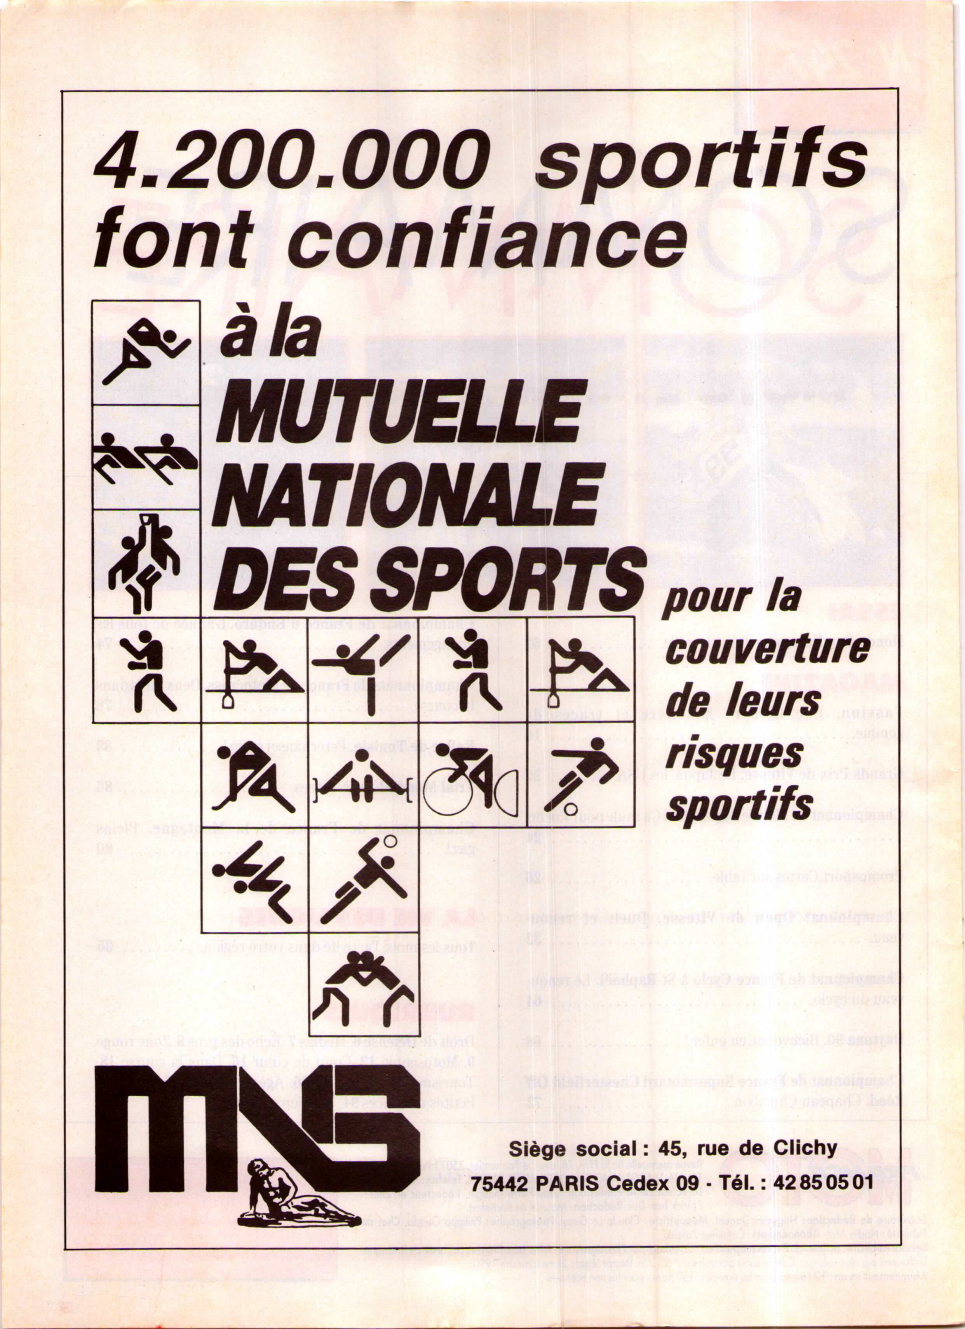 4.200.000 sportifs
font confiance
à la
MUTUELLE
NATIONALE
DES SPORTS
pour la
couverture
de leurs
risques
sportifs
MNS
Siège social : 45, rue de Clichy
75442 PARIS Cedex 09 - Tél. : 42 85 05 01